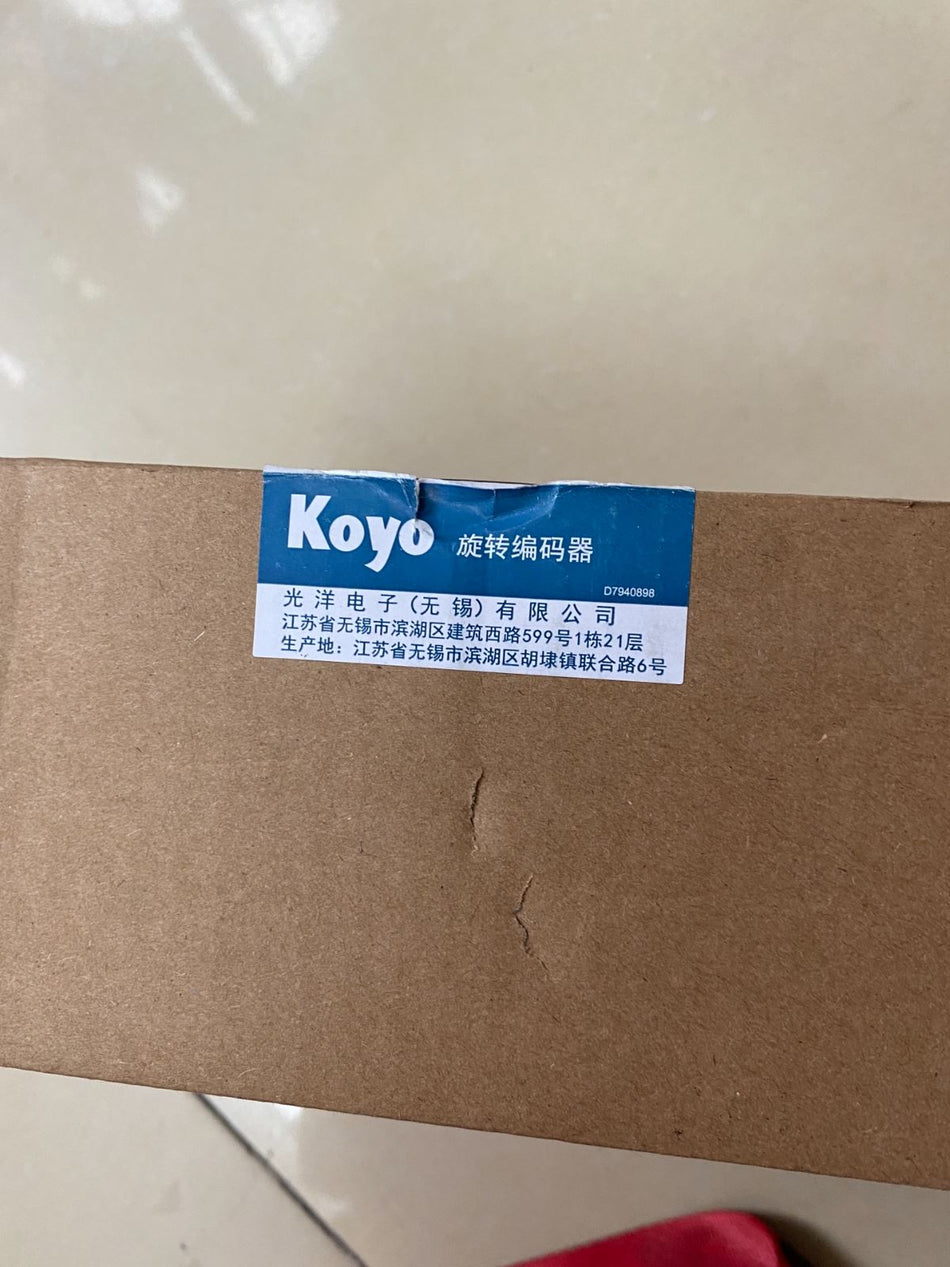 Koyo 旋转编码器
D7940898
光洋电子(无锡)有限公司
江苏省无锡市滨湖区建筑西路599号1栋21层
生产地：江苏省无锡市滨湖区胡埭镇联合路6号